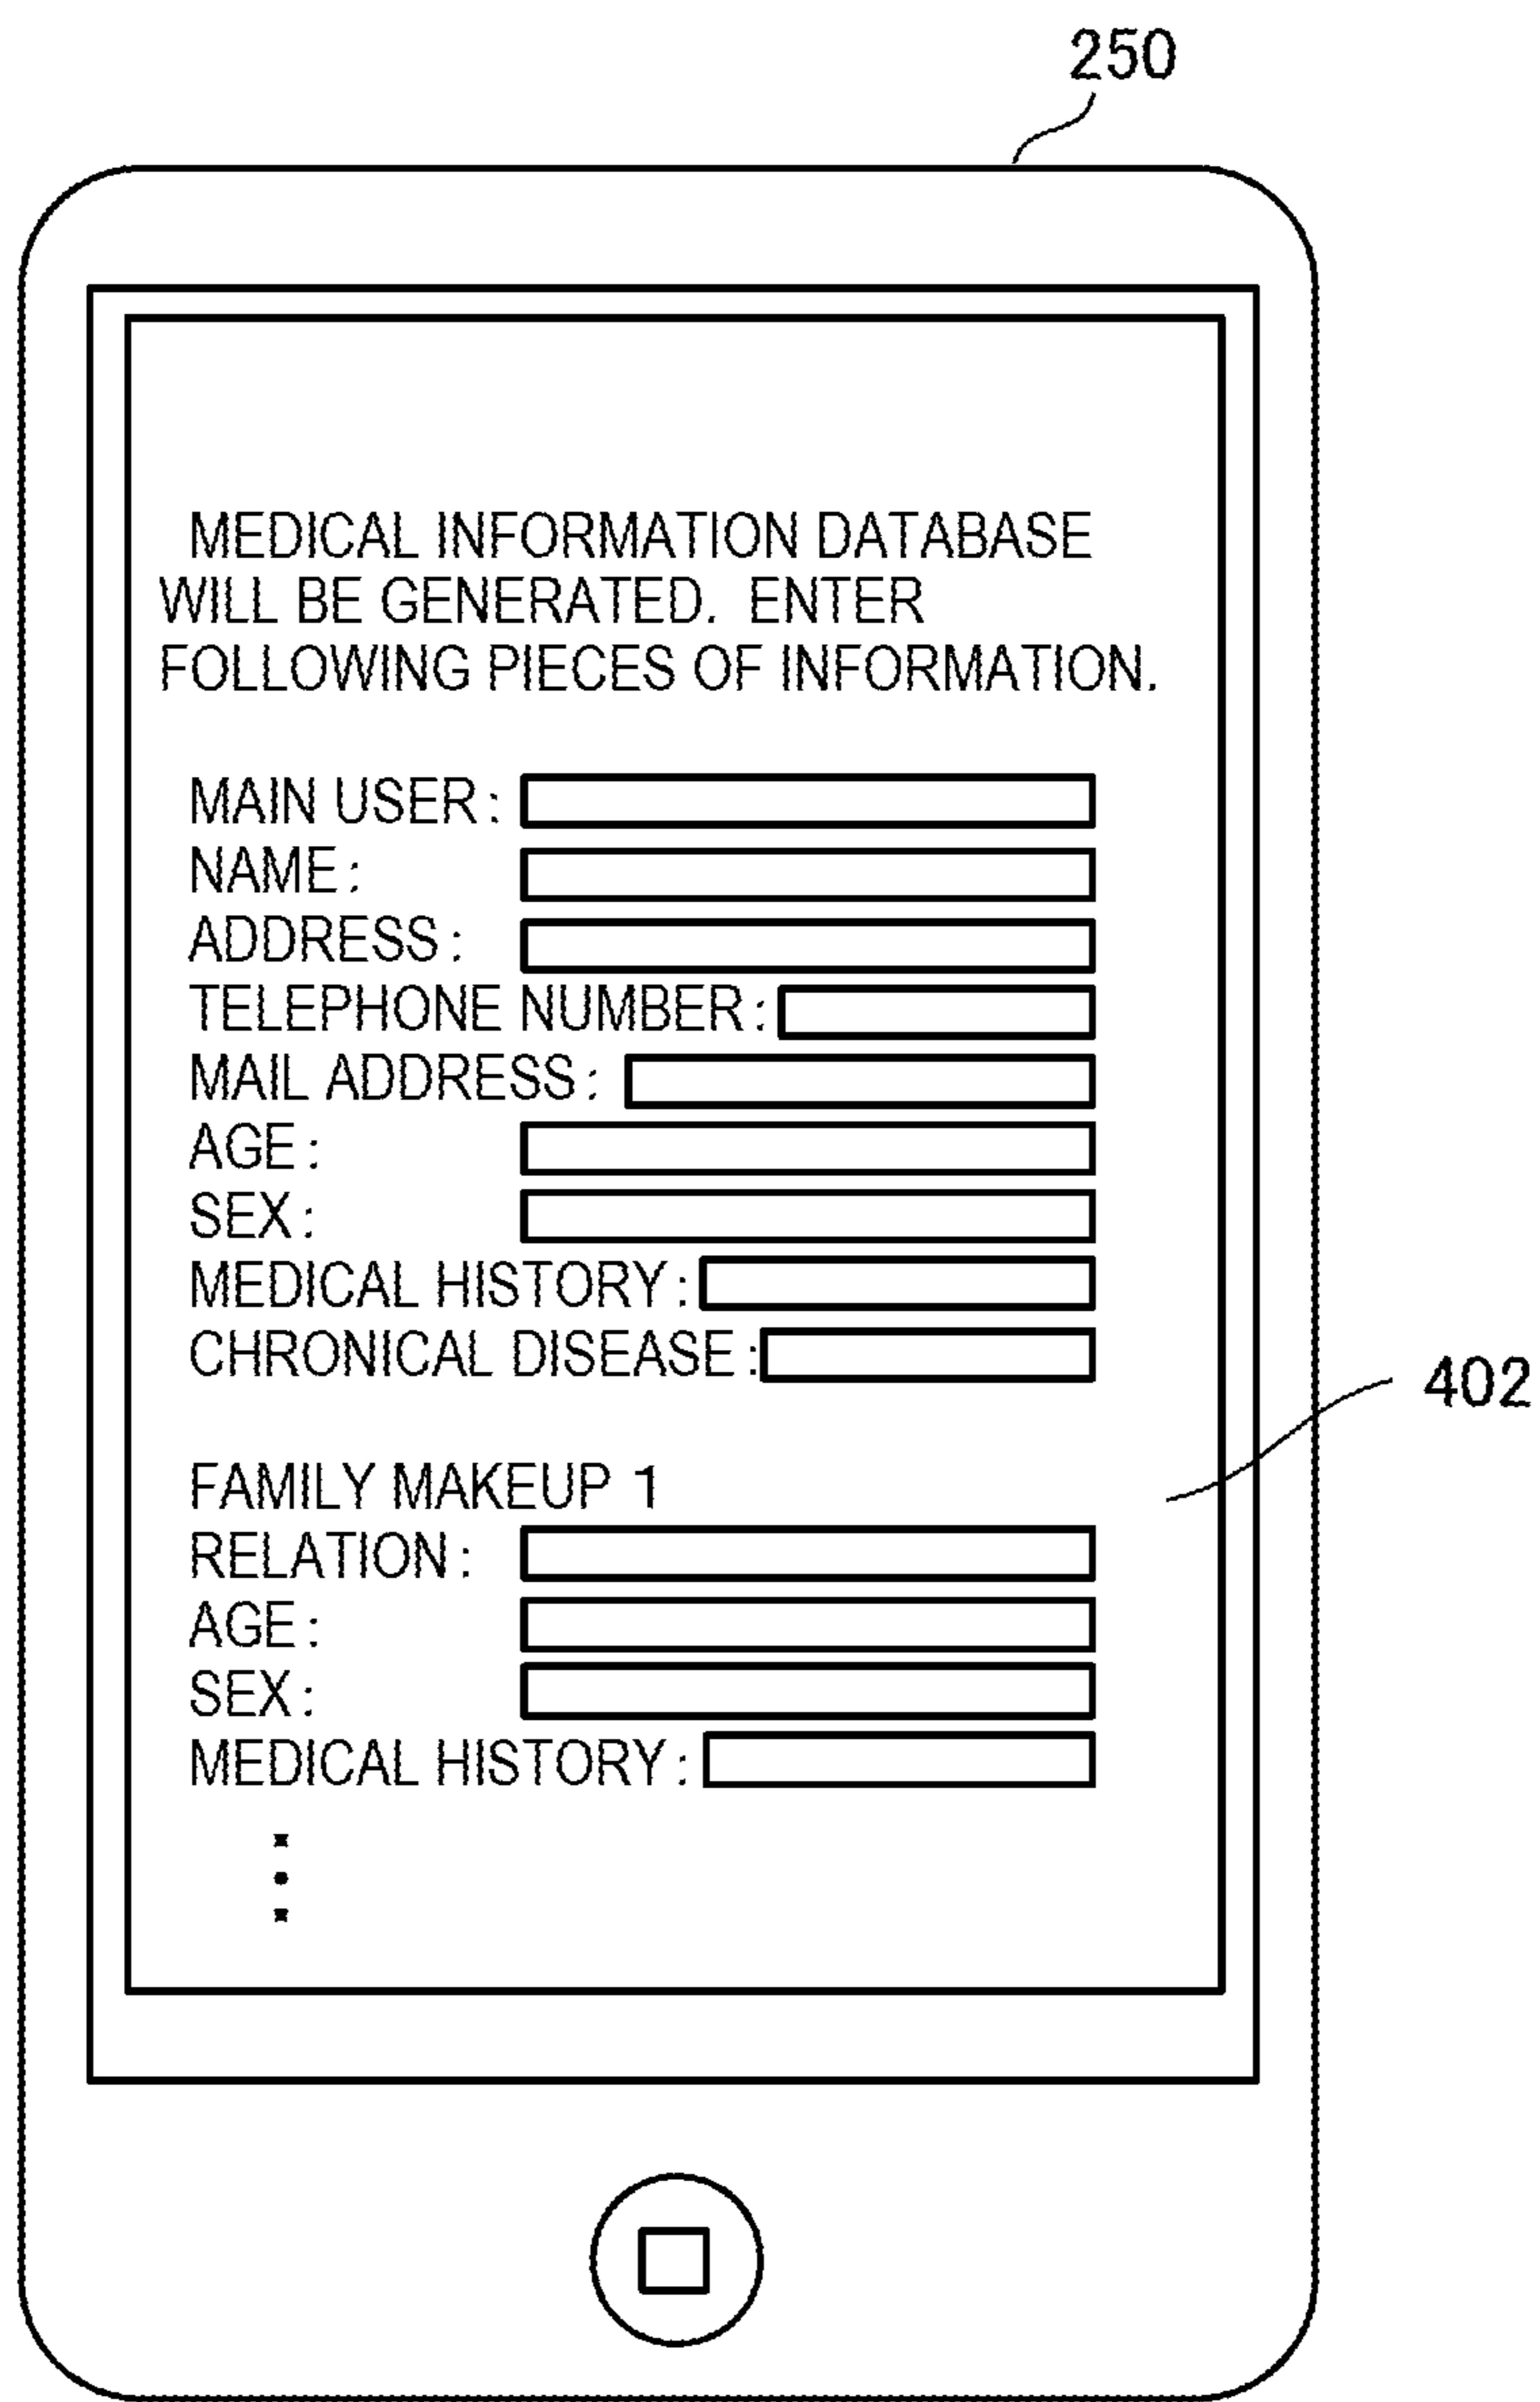 250
MEDICAL INFORMATION DATABASE
WILL BE GENERATED. ENTER
FOLLOWING PIECES OF INFORMATION.
MAIN USER :
NAME :
ADDRESS :
TELEPHONE NUMBER :
MAIL ADDRESS :
AGE :
SEX :
MEDICAL HISTORY :
CHRONICAL DISEASE :
402
FAMILY MAKEUP 1
RELATION :
AGE :
SEX :
MEDICAL HISTORY :